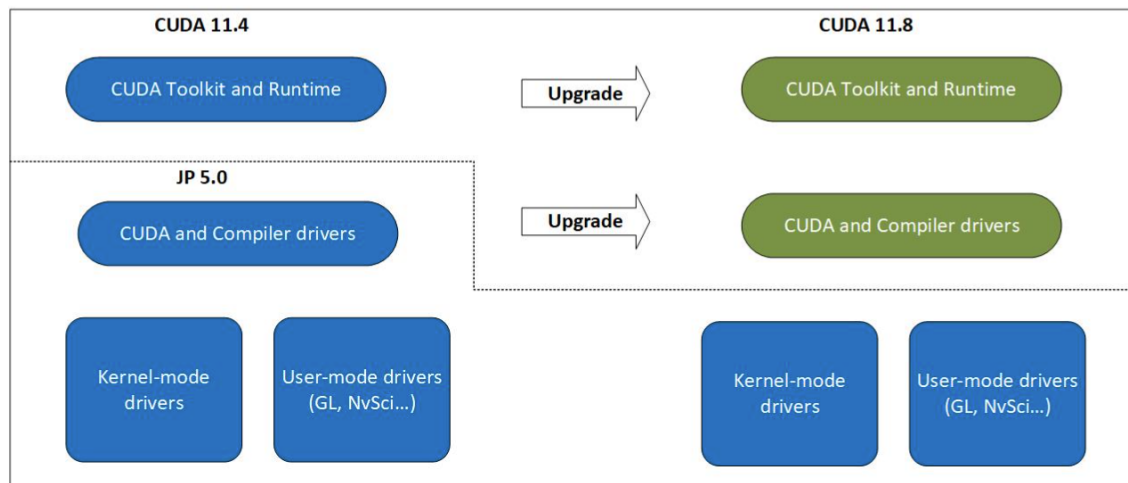 CUDA 11.4
CUDA 11.8
CUDA Toolkit and Runtime
Upgrade
CUDA Toolkit and Runtime
JP 5.0
CUDA and Compiler drivers
Upgrade
CUDA and Compiler drivers
Kernel-mode
drivers
User-mode drivers
(GL, NvSci...)
Kernel-mode
drivers
User-mode drivers
(GL, NvSci...)